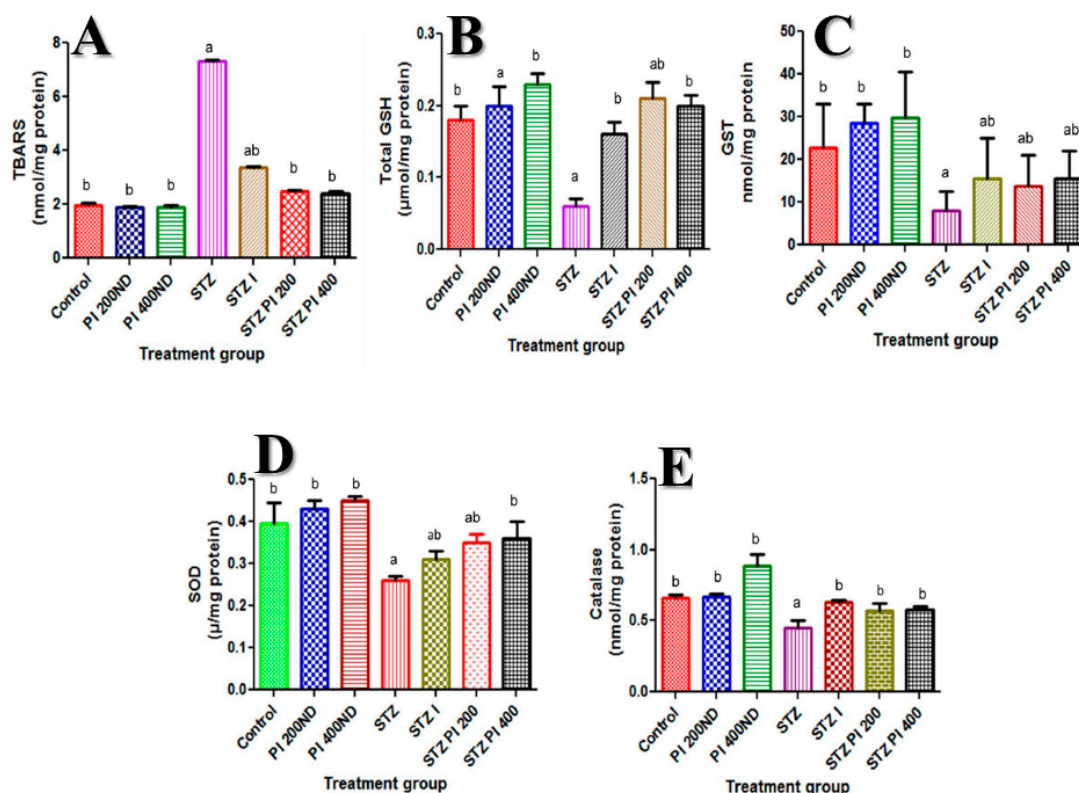 A
TBARS
(nmol/mg protein)
8
6
4
2
0
b
b
b
a
ab
b
b
Control
PI 200ND
PI 400ND
STZ
STZ I
STZ PI 200
STZ PI 400
Treatment group
B
Total GSH
(µmol/mg protein)
0.3
0.2
0.1
0.0
b
a
b
a
b
ab
b
Control
PI 200ND
PI 400ND
STZ
STZ I
STZ PI 200
STZ PI 400
Treatment group
C
GST
nmol/mg protein
50
40
30
20
10
0
b
b
b
a
ab
ab
ab
Control
PI 200ND
PI 400ND
STZ
STZ I
STZ PI 200
STZ PI 400
Treatment group
D
SOD
(µ/mg protein)
0.5
0.4
0.3
0.2
0.1
0.0
b
b
b
a
ab
ab
b
Control
PI 200ND
PI 400ND
STZ
STZ I
STZ PI 200
STZ PI 400
Treatment group
E
Catalase
(nmol/mg protein)
1.5
1.0
0.5
0.0
b
b
b
a
b
b
b
Control
PI 200ND
PI 400ND
STZ
STZ I
STZ PI 200
STZ PI 400
Treatment group